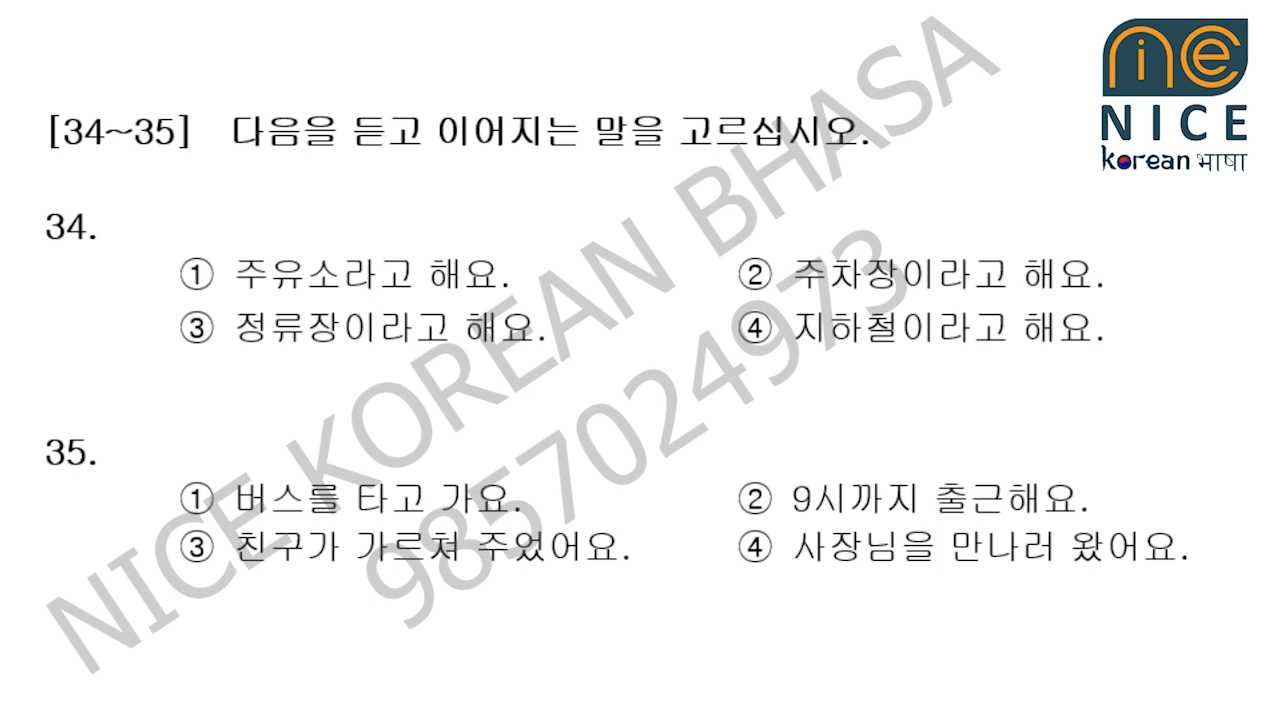 NiCe
NICE
korean भाषा
[34~35] 다음을 듣고 이어지는 말을 고르십시오.
34.
① 주유소라고 해요. ② 주차장이라고 해요.
③ 정류장이라고 해요. ④ 지하철이라고 해요.
35.
① 버스를 타고 가요. ② 9시까지 출근해요.
③ 친구가 가르쳐 주었어요. ④ 사장님을 만나러 왔어요.
NICE KOREAN BHASA
9857024973